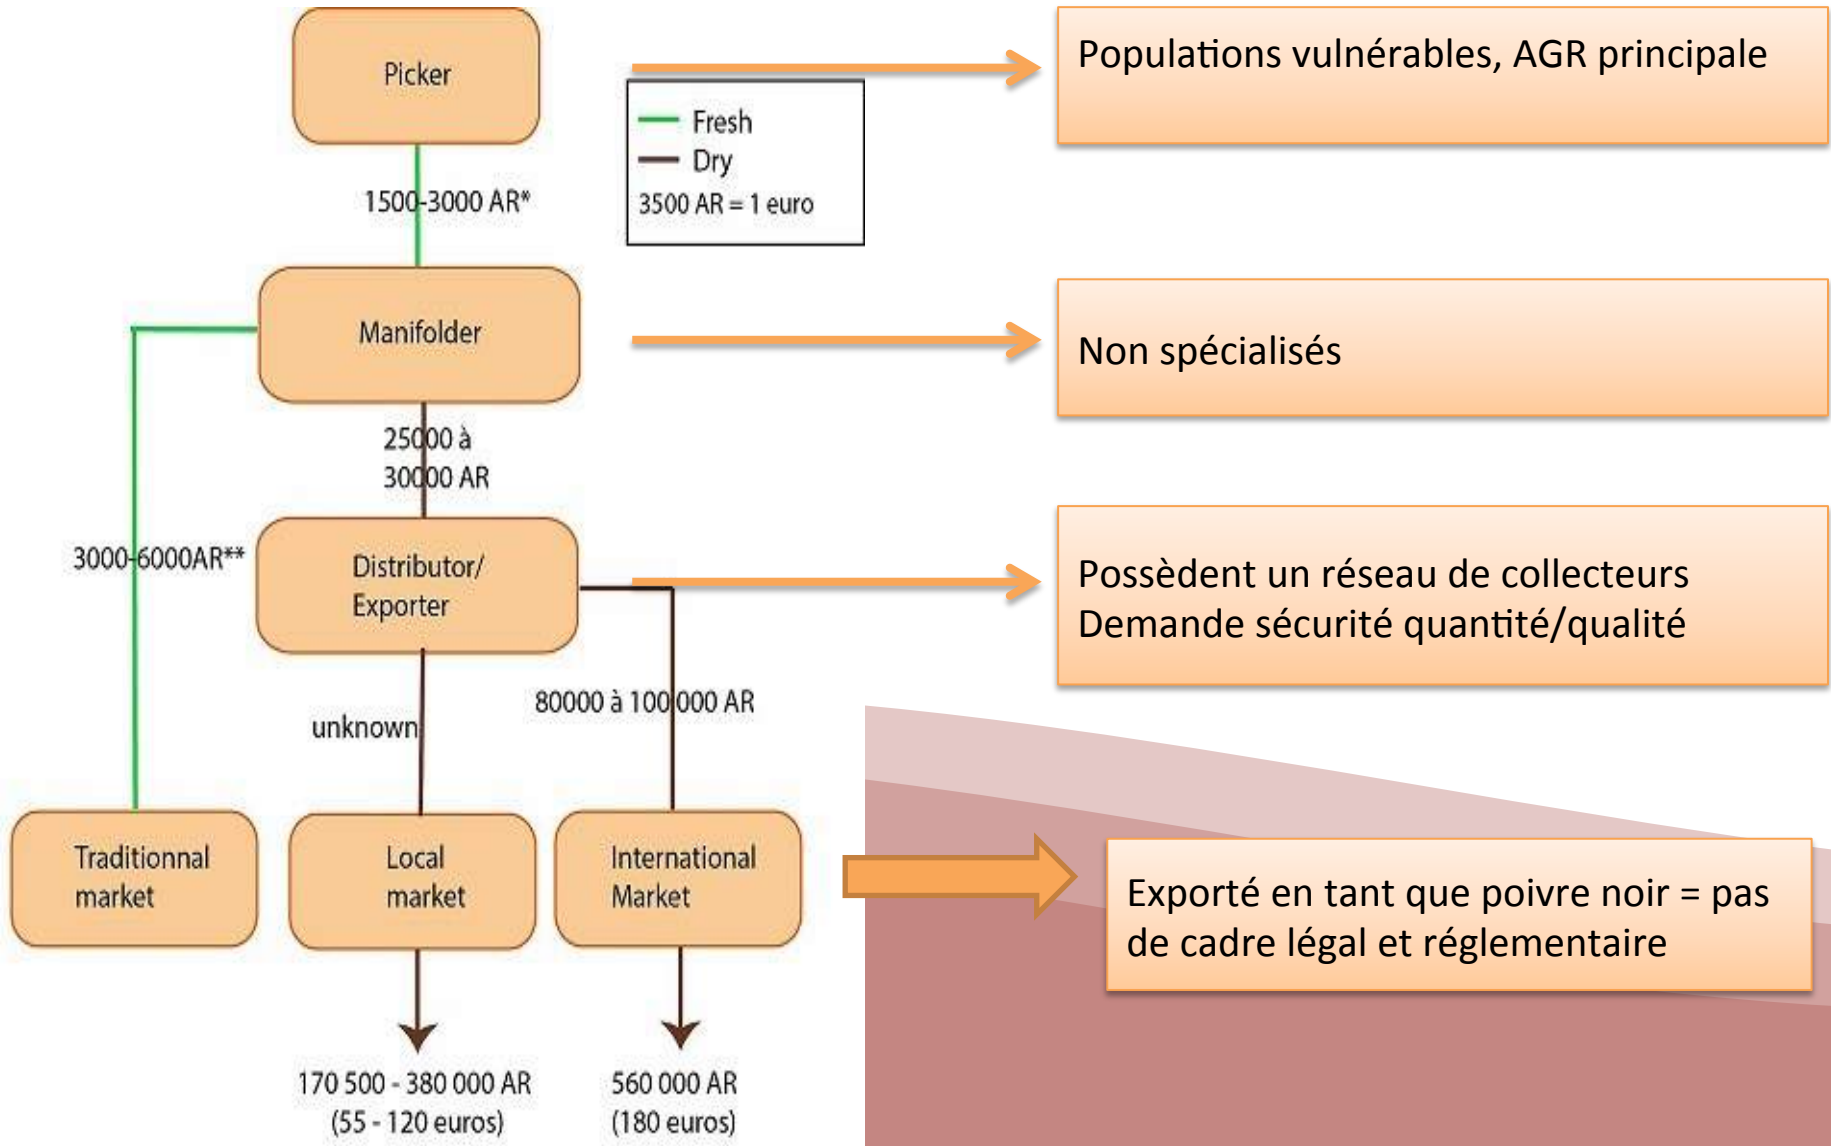 Picker
Populations vulnérables, AGR principale
Fresh
Dry
3500 AR = 1 euro
1500-3000 AR*
Manifolder
Non spécialisés
25000 à
30000 AR
3000-6000AR**
Distributor/
Exporter
Possèdent un réseau de collecteurs
Demande sécurité quantité/qualité
unknown
80000 à 100 000 AR
Traditionnal
market
Local
market
International
Market
Exporté en tant que poivre noir = pas
de cadre légal et réglementaire
170 500 - 380 000 AR
(55 - 120 euros)
560 000 AR
(180 euros)